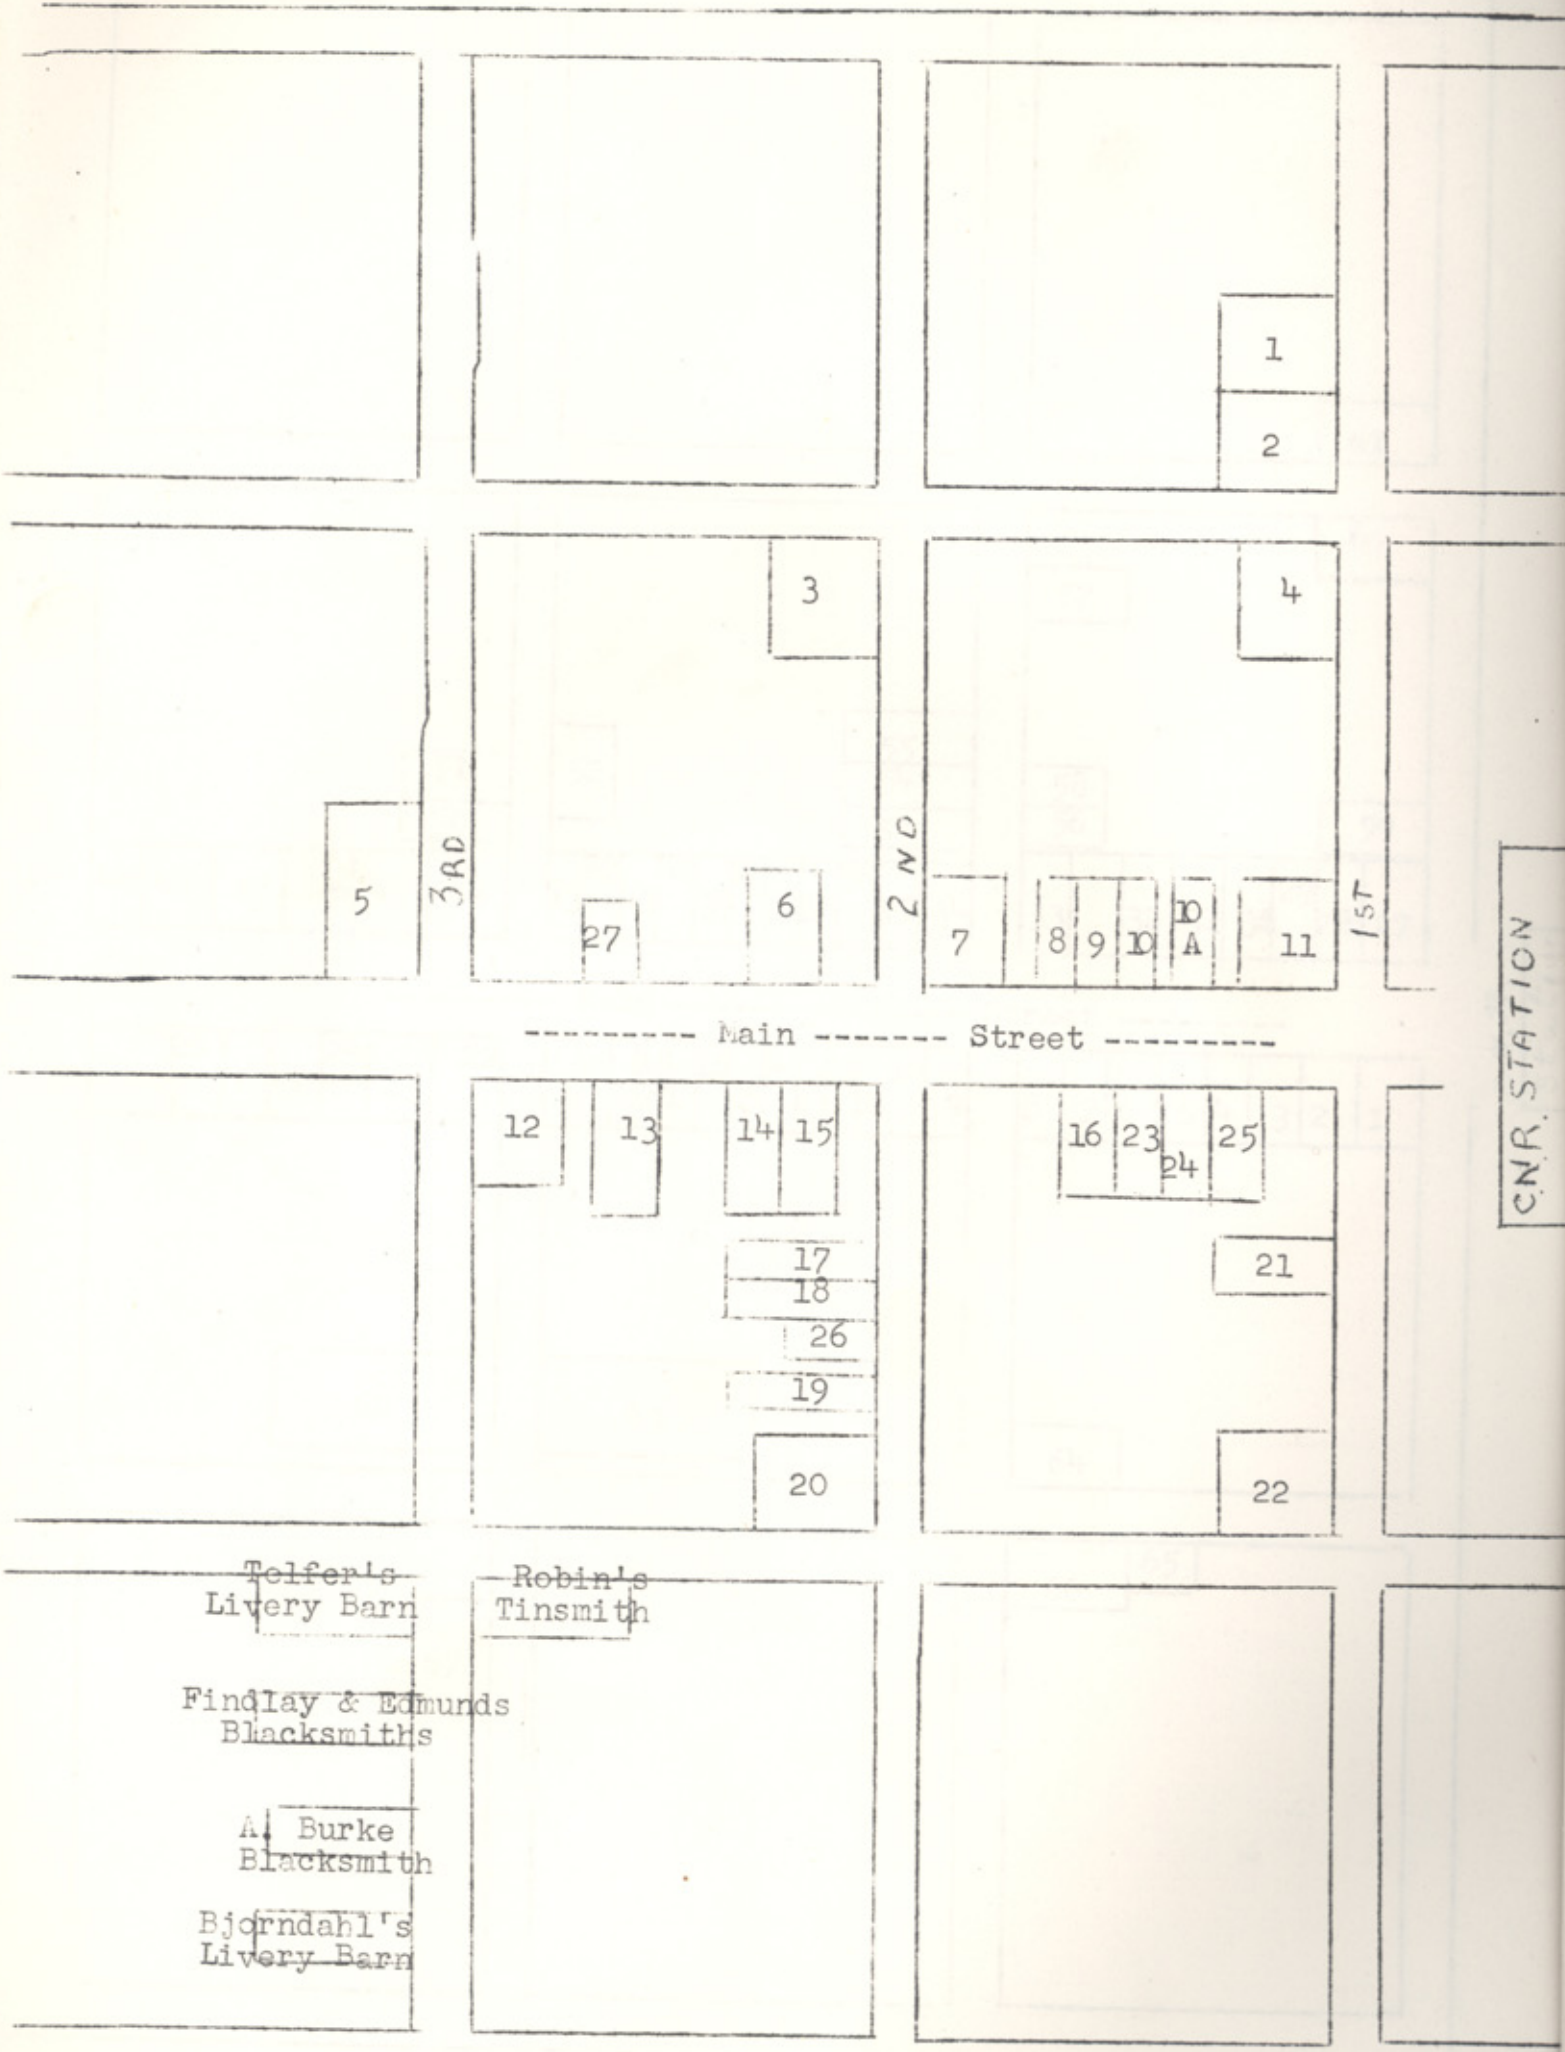 1
2
3
4
5
3RD
27
6
2ND
7
8
9
10
10
A
11
1ST
C.N.R. STATION
--------- Main ------- Street ---------
12
13
14
15
16
23
24
25
17
18
26
19
20
21
22
Telfer's
Livery Barn
Robin's
Tinsmith
Findlay & Edmunds
Blacksmiths
A. Burke
Blacksmith
Bjorndahl's
Livery Barn